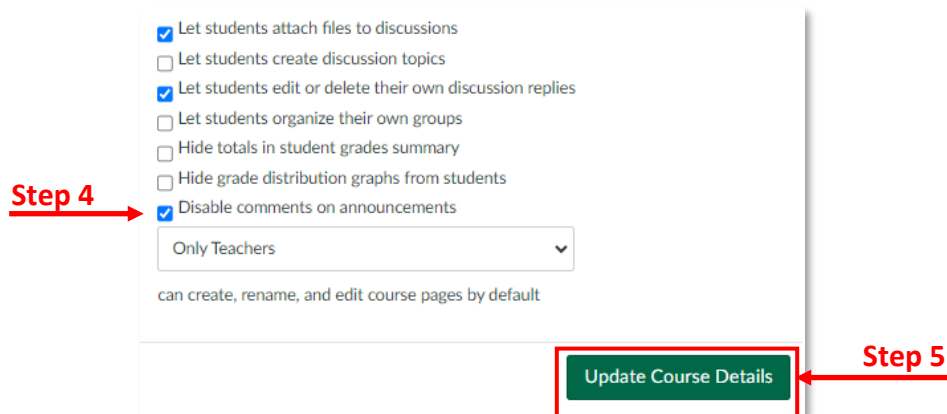 Let students attach files to discussions
Let students create discussion topics
Let students edit or delete their own discussion replies
Let students organize their own groups
Hide totals in student grades summary
Hide grade distribution graphs from students
Step 4
Disable comments on announcements
Only Teachers
can create, rename, and edit course pages by default
Update Course Details
Step 5